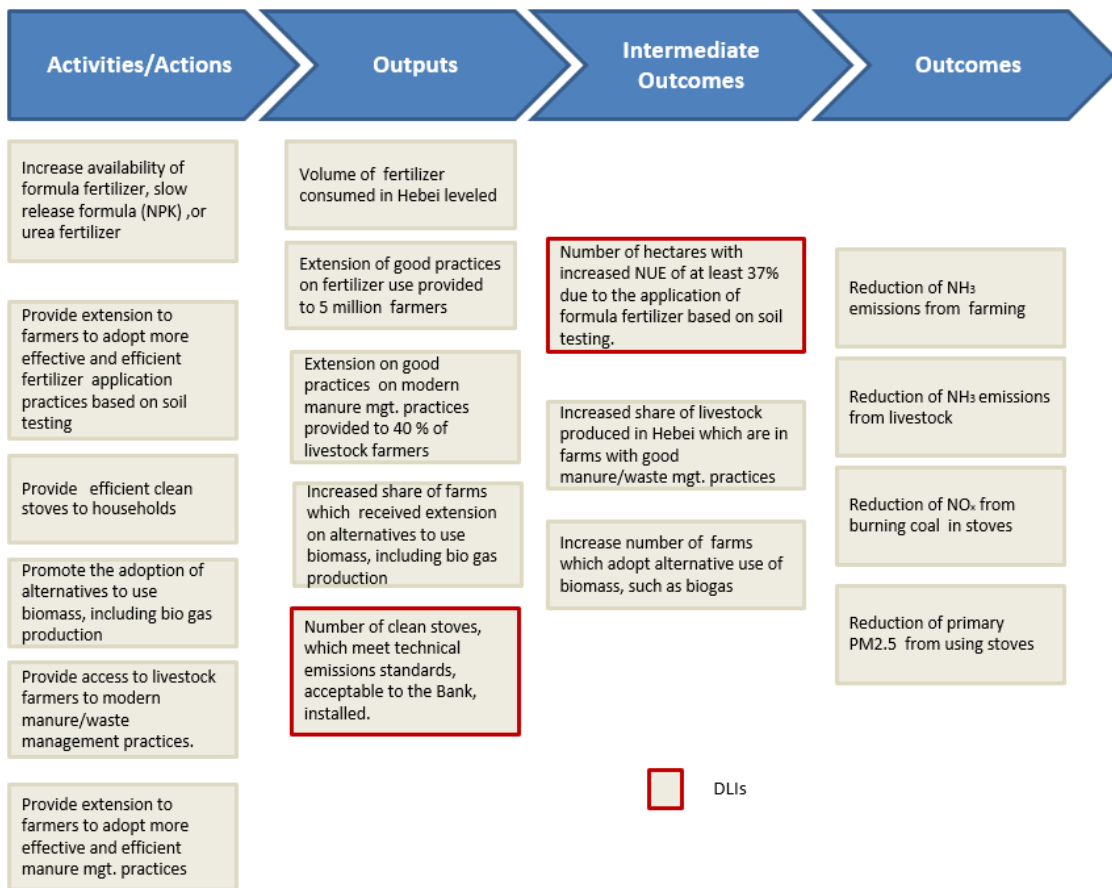 Activities/Actions
Outputs
Intermediate
Outcomes
Outcomes
Increase availability of
formula fertilizer, slow
release formula (NPK) ,or
urea fertilizer
Provide extension to
farmers to adopt more
effective and efficient
fertilizer application
practices based on soil
testing
Provide efficient clean
stoves to households
Promote the adoption of
alternatives to use
biomass, including bio gas
production
Provide access to livestock
farmers to modern
manure/waste
management practices.
Provide extension to
farmers to adopt more
effective and efficient
manure mgt. practices
Volume of fertilizer
consumed in Hebei leveled
Extension of good practices
on fertilizer use provided
to 5 million farmers
Extension on good
practices on modern
manure mgt. practices
provided to 40 % of
livestock farmers
Increased share of farms
which received extension
on alternatives to use
biomass, including bio gas
production
Number of clean stoves,
which meet technical
emissions standards,
acceptable to the Bank,
installed.
Number of hectares with
increased NUE of at least 37%
due to the application of
formula fertilizer based on soil
testing.
Increased share of livestock
produced in Hebei which are in
farms with good
manure/waste mgt. practices
Increase number of farms
which adopt alternative use of
biomass, such as biogas
Reduction of NH₃
emissions from farming
Reduction of NH₃ emissions
from livestock
Reduction of NOₓ from
burning coal in stoves
Reduction of primary
PM2.5 from using stoves
DLIs